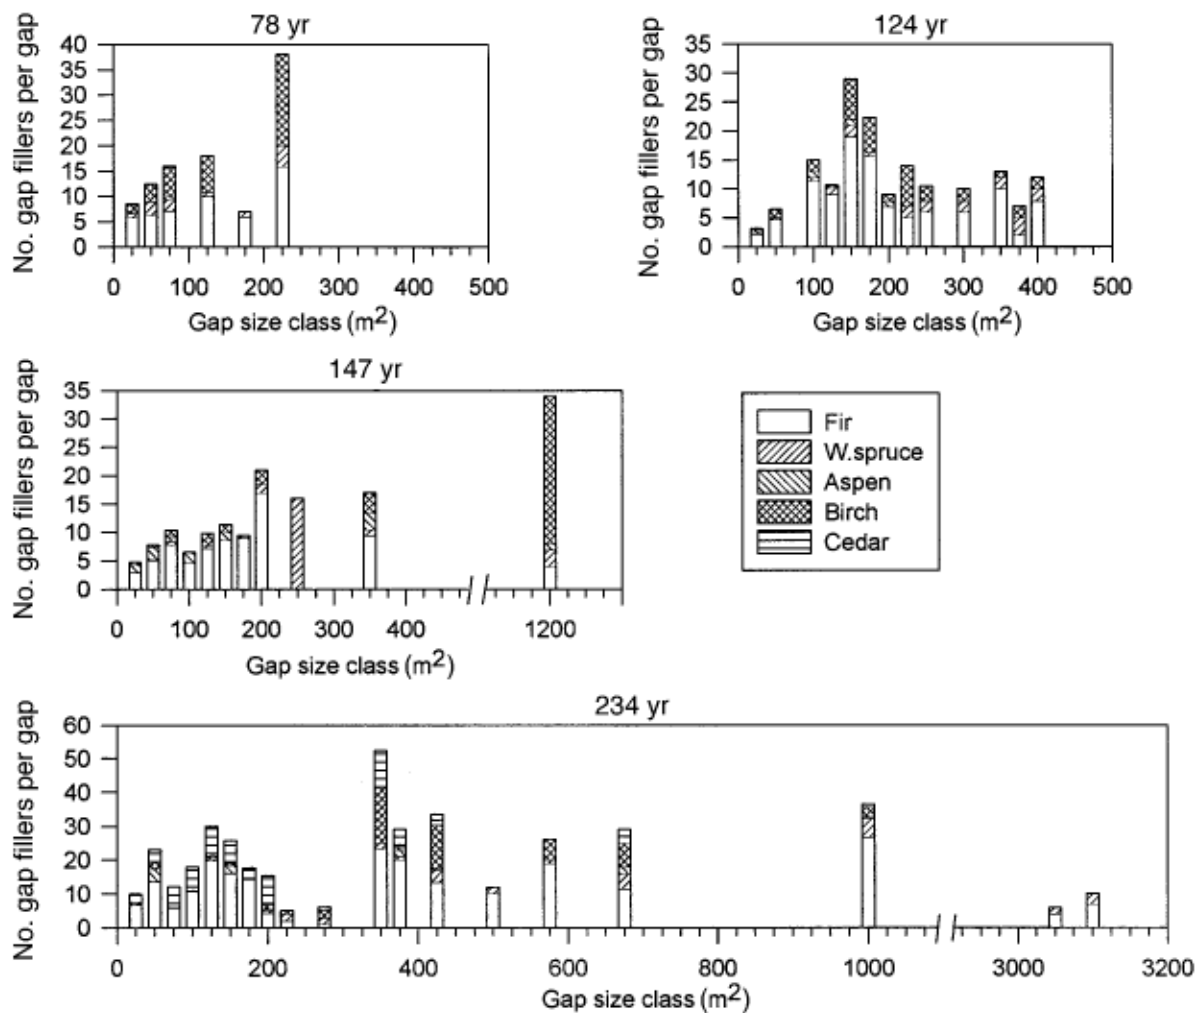 78 yr
No. gap fillers per gap
40
35
30
25
20
15
10
5
0
0 100 200 300 400 500
Gap size class (m²)
124 yr
No. gap fillers per gap
35
30
25
20
15
10
5
0
0 100 200 300 400 500
Gap size class (m²)
147 yr
No. gap fillers per gap
35
30
25
20
15
10
5
0
0 100 200 300 400 1200
Gap size class (m²)
Fir
W.spruce
Aspen
Birch
Cedar
234 yr
No. gap fillers per gap
60
50
40
30
20
10
0
0 200 400 600 800 1000 3000 3200
Gap size class (m²)